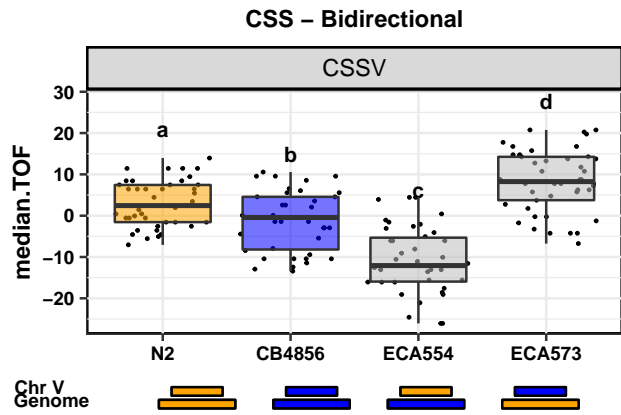 CSS – Bidirectional
CSSV
median.TOF
30
20
10
0
−10
−20
a
b
c
d
N2 CB4856 ECA554 ECA573
Chr V
Genome